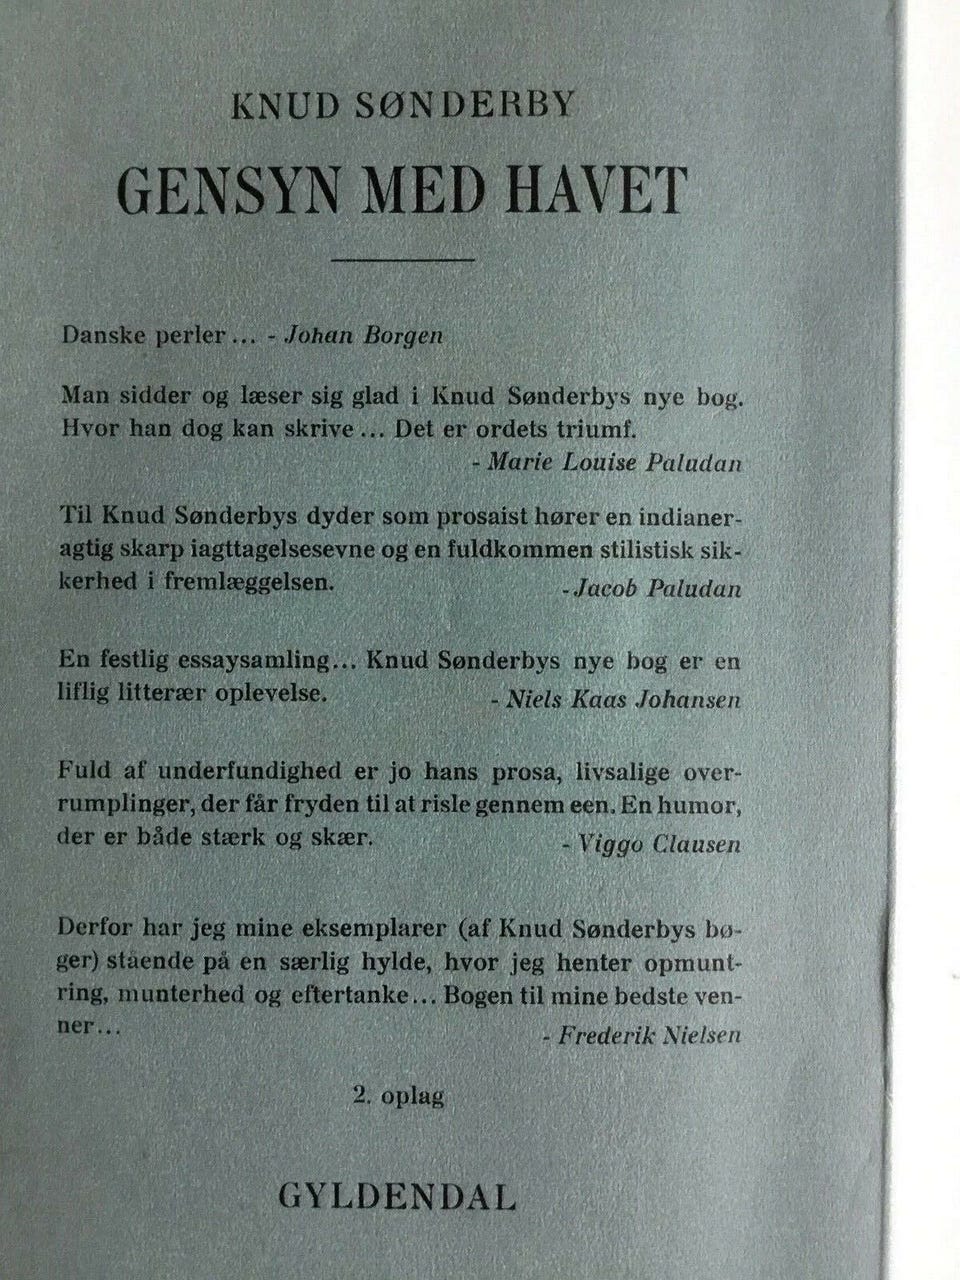 KNUD SØNDERBY
GENSYN MED HAVET
Danske perler... - Johan Borgen
Man sidder og læser sig glad i Knud Sønderbys nye bog.
Hvor han dog kan skrive... Det er ordets triumf.
- Marie Louise Paludan
Til Knud Sønderbys dyder som prosaist hører en indianer-
agtig skarp iagttagelsesevne og en fuldkommen stilistisk sik-
kerhed i fremlæggelsen. - Jacob Paludan
En festlig essaysamling... Knud Sønderbys nye bog er en
liflig litterær oplevelse. - Niels Kaas Johansen
Fuld af underfundighed er jo hans prosa, livsalige over-
rumplinger, der får fryden til at risle gennem een. En humor,
der er både stærk og skær. - Viggo Clausen
Derfor har jeg mine eksemplarer (af Knud Sønderbys bø-
ger) stående på en særlig hylde, hvor jeg henter opmunt-
ring, munterhed og eftertanke... Bogen til mine bedste ven-
ner... - Frederik Nielsen
2. oplag
GYLDENDAL